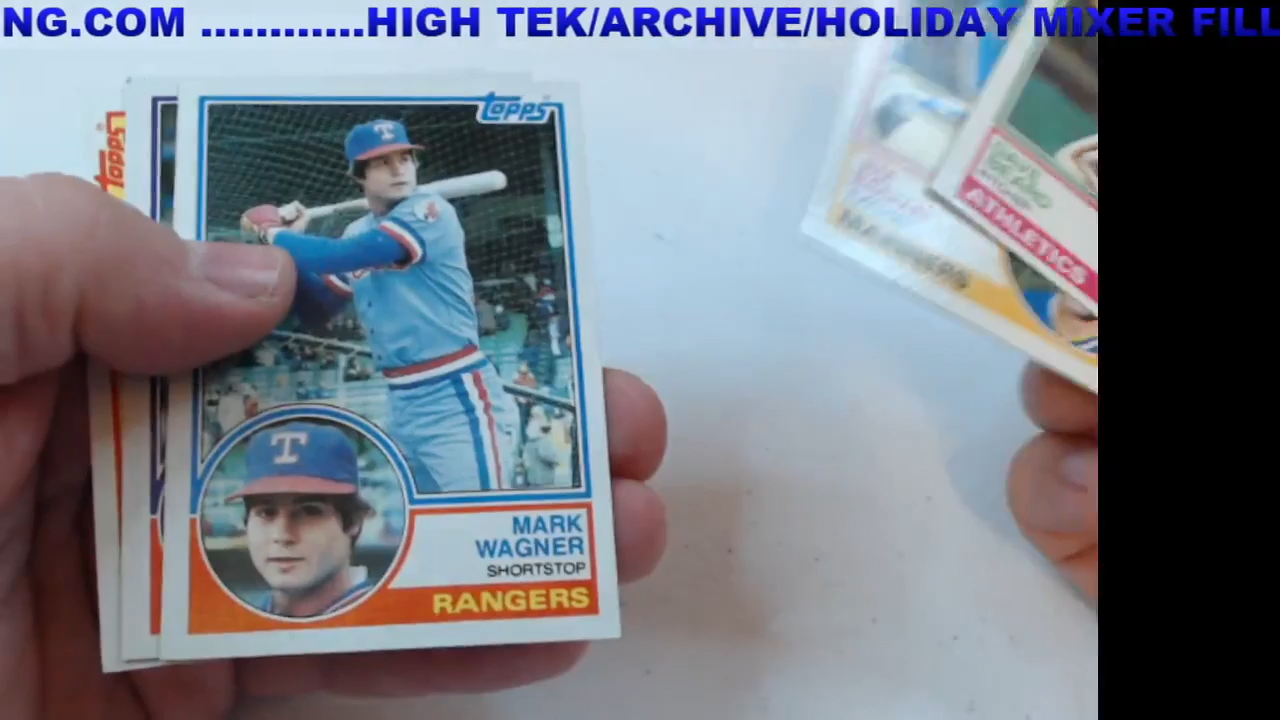 NG.COM ............HIGH TEK/ARCHIVE/HOLIDAY MIXER FILL
topps
topps
T
T
MARK
WAGNER
SHORTSTOP
RANGERS
ATHLETICS